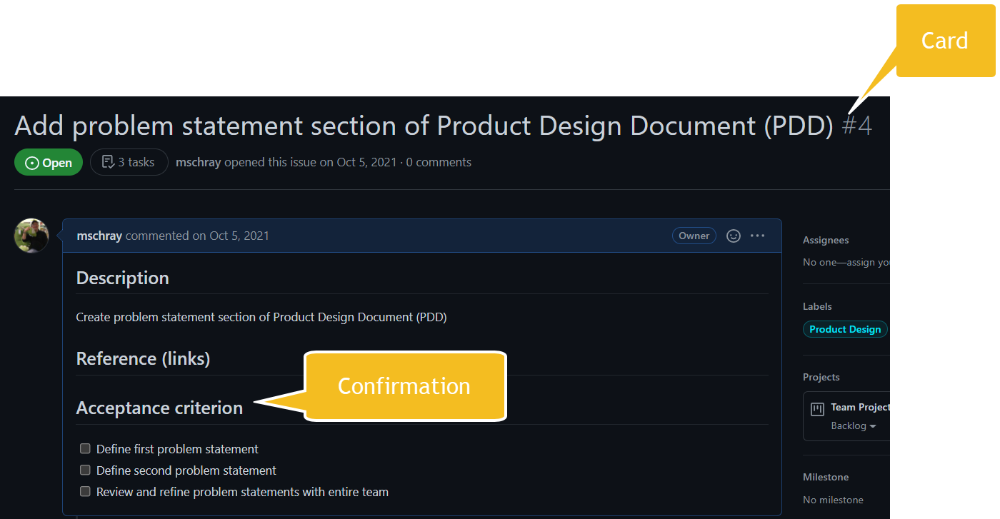 Card
Add problem statement section of Product Design Document (PDD) #4
Open
3 tasks
mschray opened this issue on Oct 5, 2021 · 0 comments
mschray commented on Oct 5, 2021
Owner
Description
Create problem statement section of Product Design Document (PDD)
Reference (links)
Confirmation
Acceptance criterion
Define first problem statement
Define second problem statement
Review and refine problem statements with entire team
Assignees
No one—assign you
Labels
Product Design
Projects
Team Project
Backlog
Milestone
No milestone